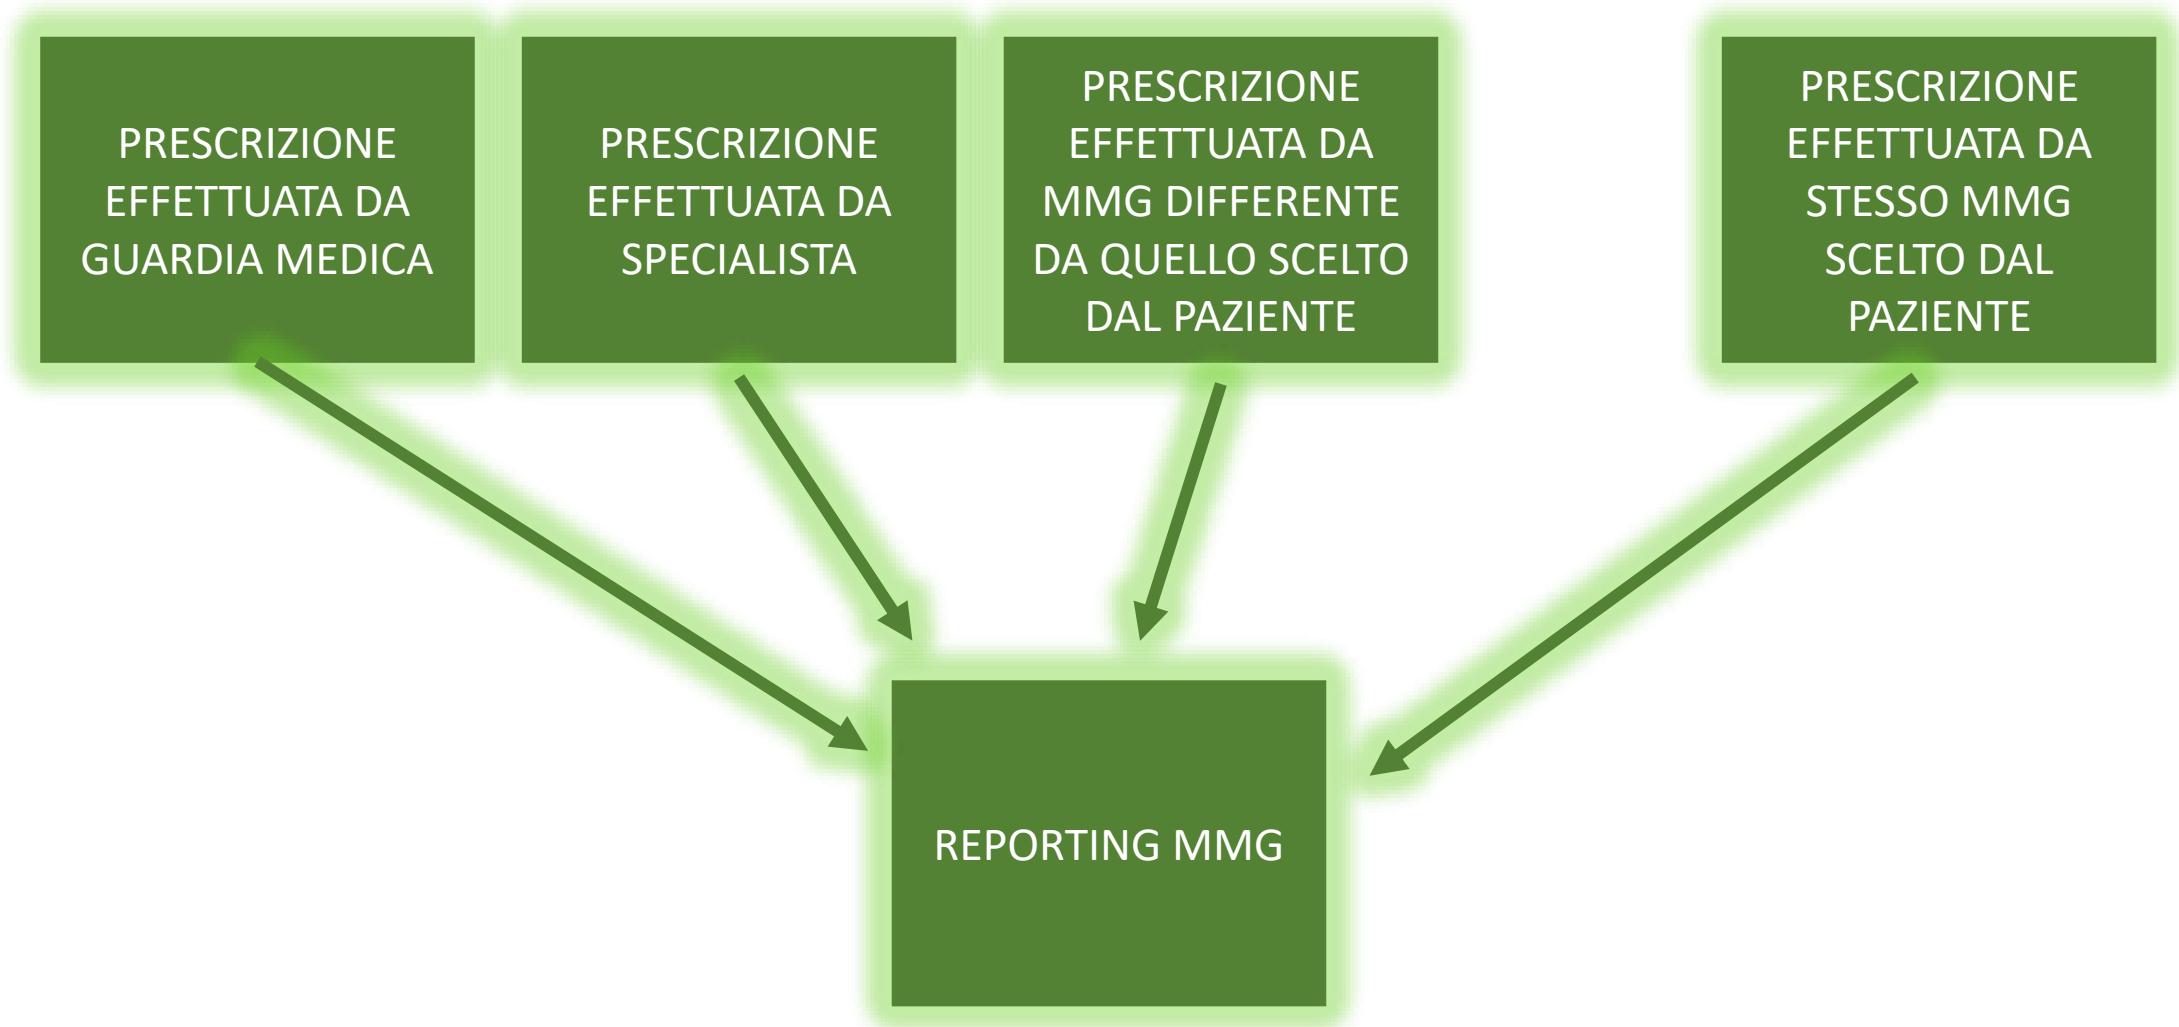 PRESCRIZIONE
EFFETTUATA DA
GUARDIA MEDICA
PRESCRIZIONE
EFFETTUATA DA
SPECIALISTA
PRESCRIZIONE
EFFETTUATA DA
MMG DIFFERENTE
DA QUELLO SCELTO
DAL PAZIENTE
PRESCRIZIONE
EFFETTUATA DA
STESSO MMG
SCELTO DAL
PAZIENTE
REPORTING MMG